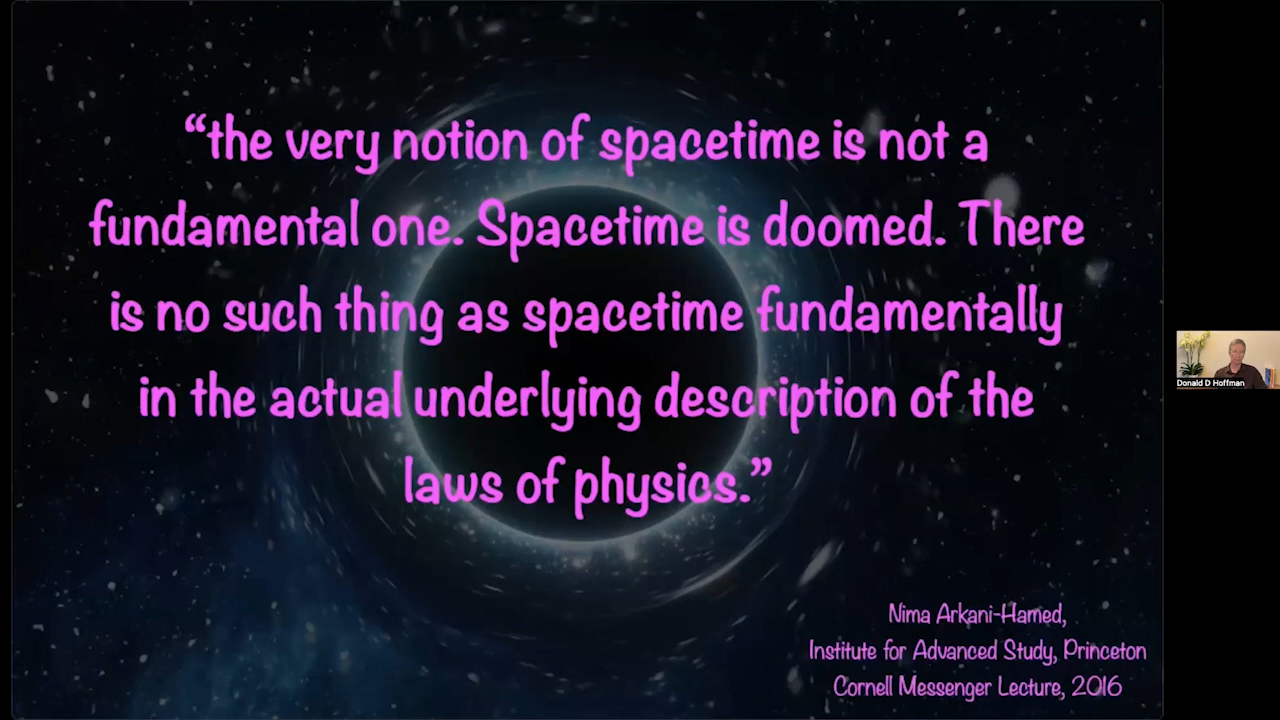 “the very notion of spacetime is not a
fundamental one. Spacetime is doomed. There
is no such thing as spacetime fundamentally
in the actual underlying description of the
laws of physics.”
Nima Arkani-Hamed,
Institute for Advanced Study, Princeton
Cornell Messenger Lecture, 2016
Donald D Hoffman